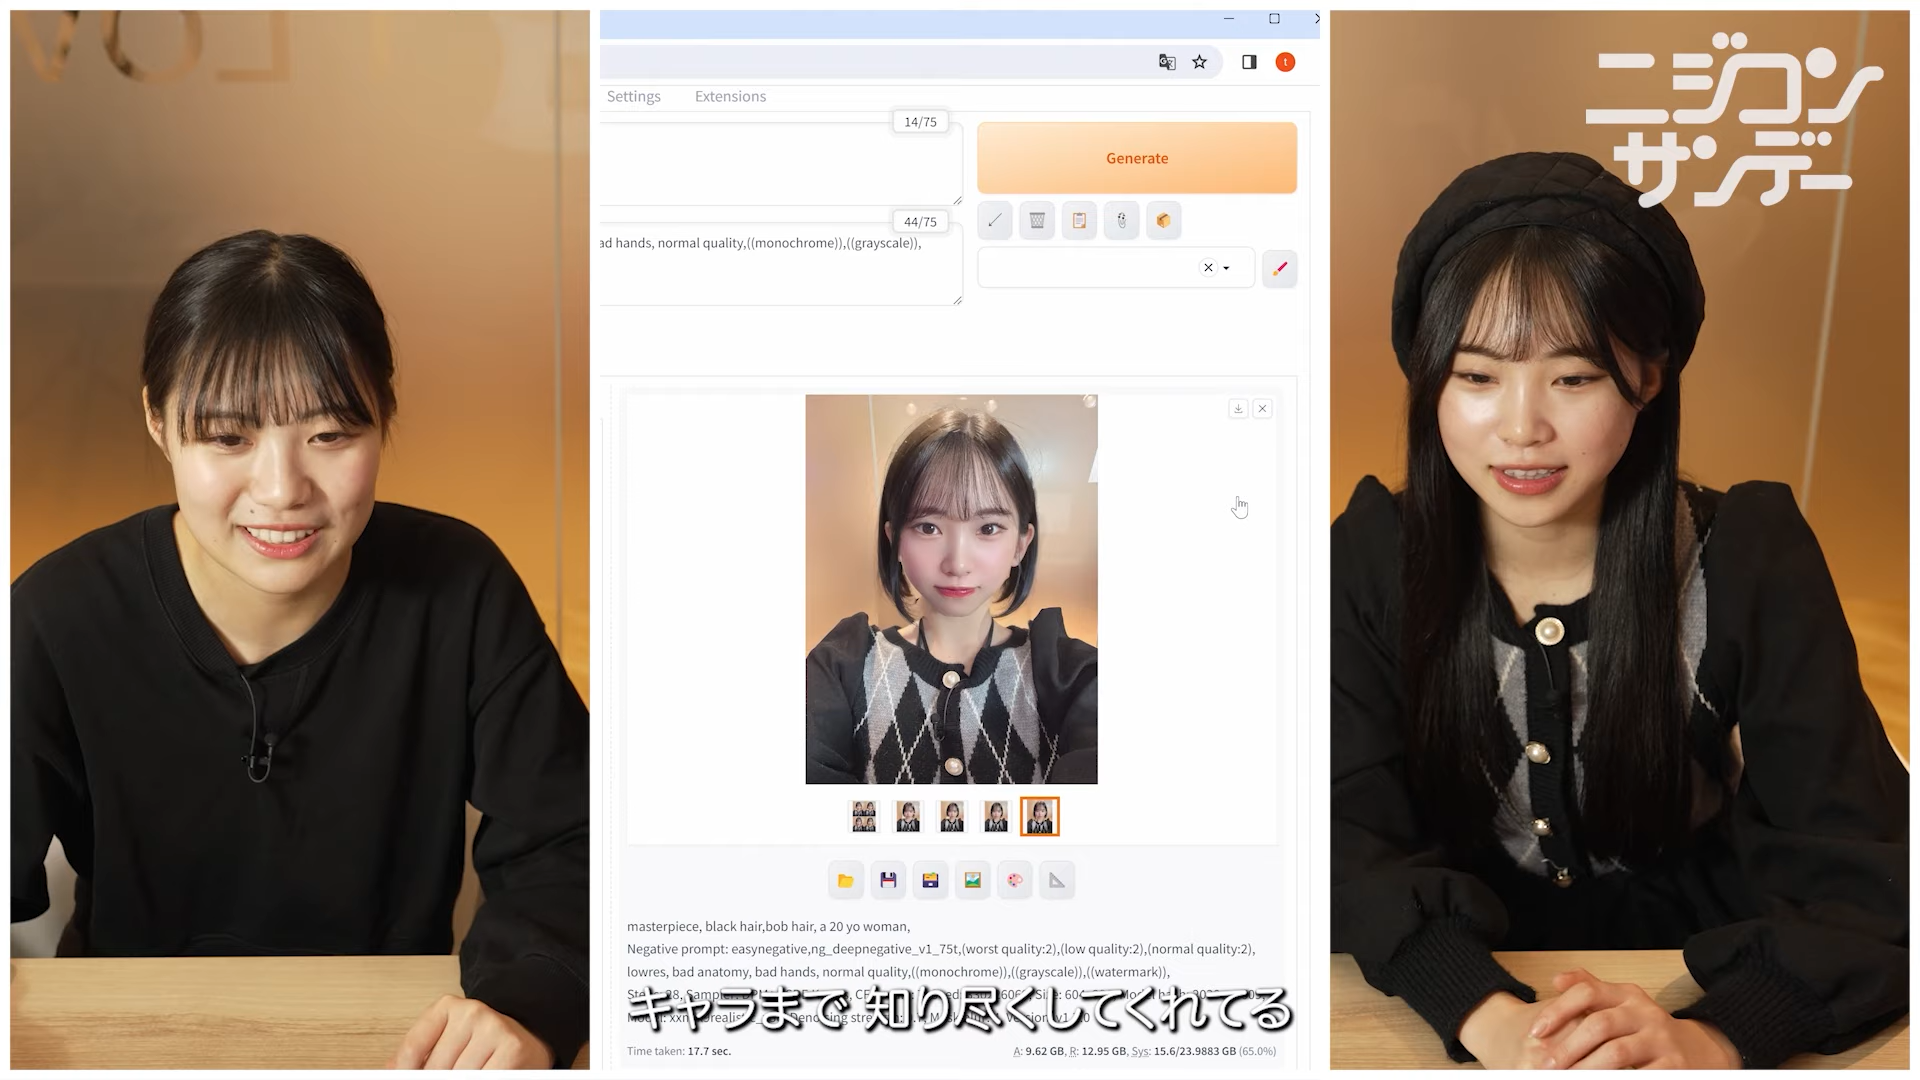 ニジコン
サンデー
t
Settings
Extensions
14/75
Generate
44/75
ad hands, normal quality,((monochrome)),((grayscale)),
masterpiece, black hair,bob hair, a 20 yo woman,
Negative prompt: easynegative,ng_deepnegative_v1_75t,(worst quality:2),(low quality:2),(normal quality:2),
lowres, bad anatomy, bad hands, normal quality,((monochrome)),((grayscale)),((watermark)),
キャラまで 知り尽くしてくれてる
Time taken: 17.7 sec.
A: 9.62 GB, R: 12.95 GB, Sys: 15.6/23.9883 GB (65.0%)